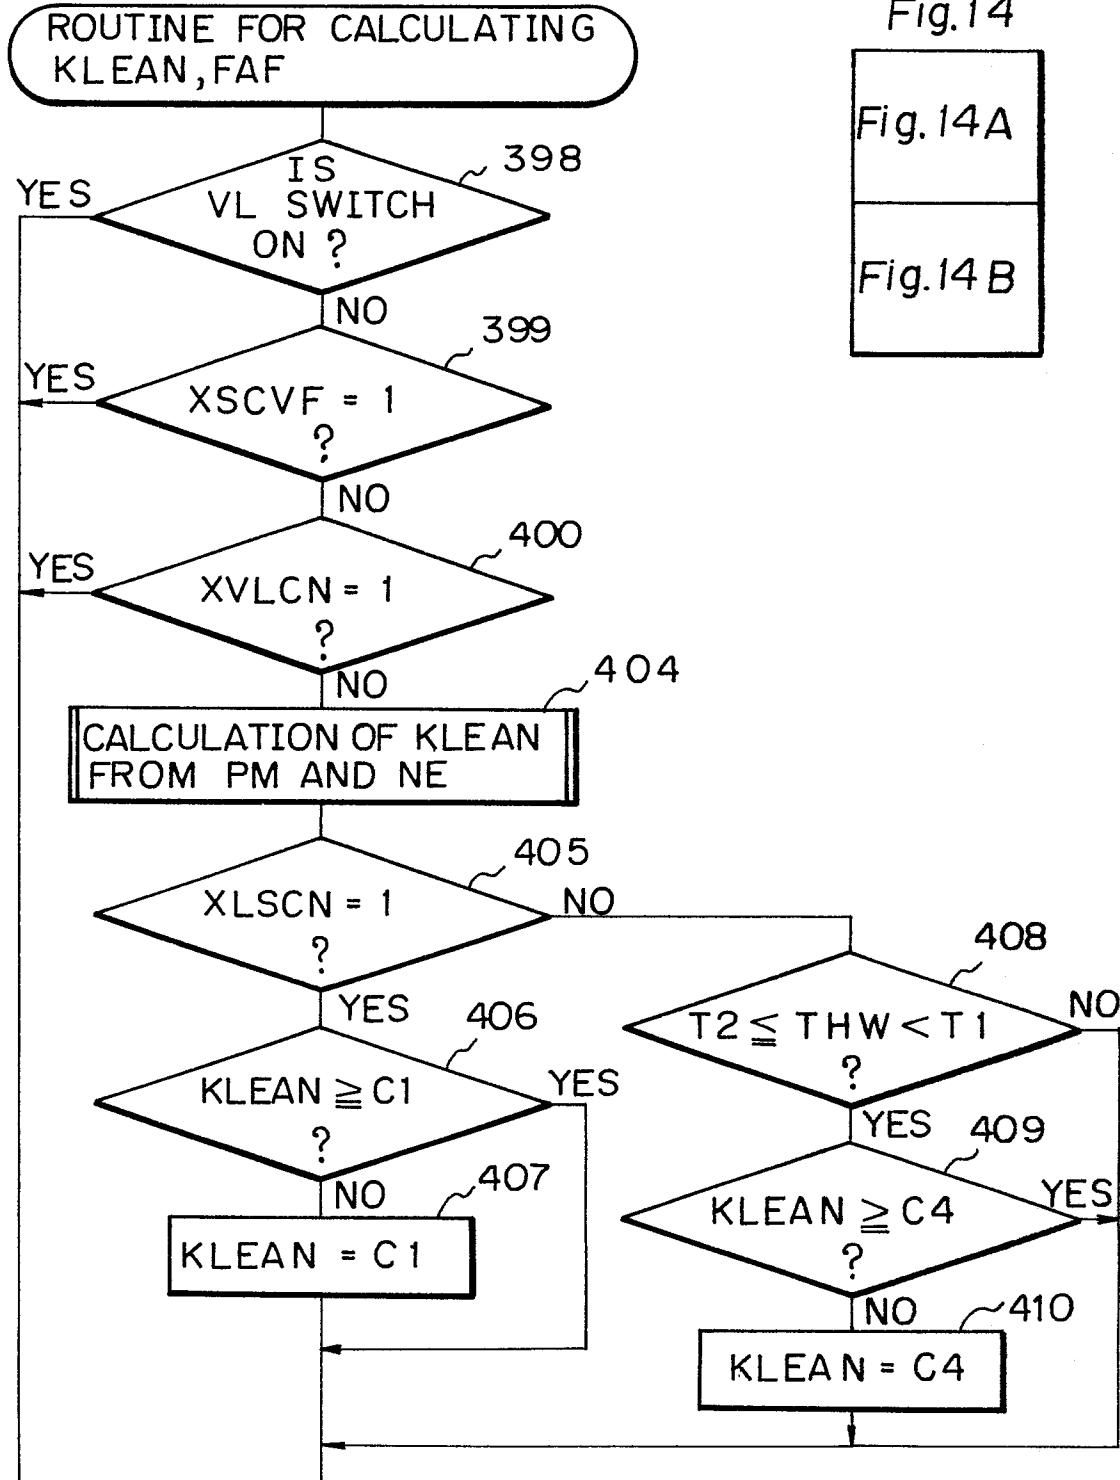 ROUTINE FOR CALCULATING
KLEAN, FAF
Fig. 14
Fig. 14A
Fig. 14B
398
IS
VL SWITCH
ON ?
YES
NO
399
XSCVF = 1
?
YES
NO
400
XVLCN = 1
?
YES
NO
404
CALCULATION OF KLEAN
FROM PM AND NE
405
XLSCN = 1
?
NO
YES
406
KLEAN ≧ C1
?
YES
NO
407
KLEAN = C1
408
T2 ≦ THW < T1
?
NO
YES
409
KLEAN ≧ C4
?
YES
NO
410
KLEAN = C4